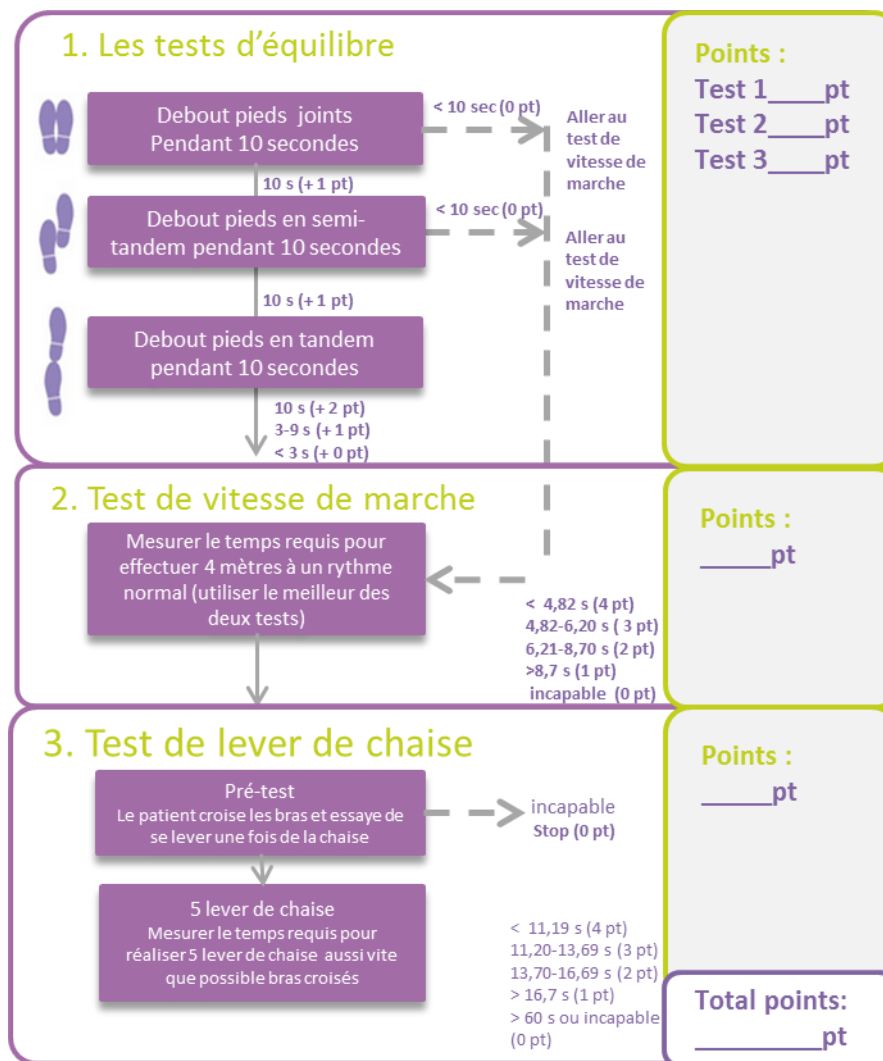 1. Les tests d'équilibre
Debout pieds joints
Pendant 10 secondes
< 10 sec (0 pt)
Aller au
test de
vitesse de
marche
10 s (+ 1 pt)
Debout pieds en semi-
tandem pendant 10 secondes
< 10 sec (0 pt)
Aller au
test de
vitesse de
marche
10 s (+ 1 pt)
Debout pieds en tandem
pendant 10 secondes
10 s (+ 2 pt)
3-9 s (+ 1 pt)
< 3 s (+ 0 pt)
Points :
Test 1____pt
Test 2____pt
Test 3____pt
2. Test de vitesse de marche
Mesurer le temps requis pour
effectuer 4 mètres à un rythme
normal (utiliser le meilleur des
deux tests)
< 4,82 s (4 pt)
4,82-6,20 s ( 3 pt)
6,21-8,70 s (2 pt)
>8,7 s (1 pt)
incapable (0 pt)
Points :
_____pt
3. Test de lever de chaise
Pré-test
Le patient croise les bras et essaye de
se lever une fois de la chaise
incapable
Stop (0 pt)
5 lever de chaise
Mesurer le temps requis pour
réaliser 5 lever de chaise aussi vite
que possible bras croisés
< 11,19 s (4 pt)
11,20-13,69 s (3 pt)
13,70-16,69 s (2 pt)
> 16,7 s (1 pt)
> 60 s ou incapable
(0 pt)
Points :
_____pt
Total points:
_________pt